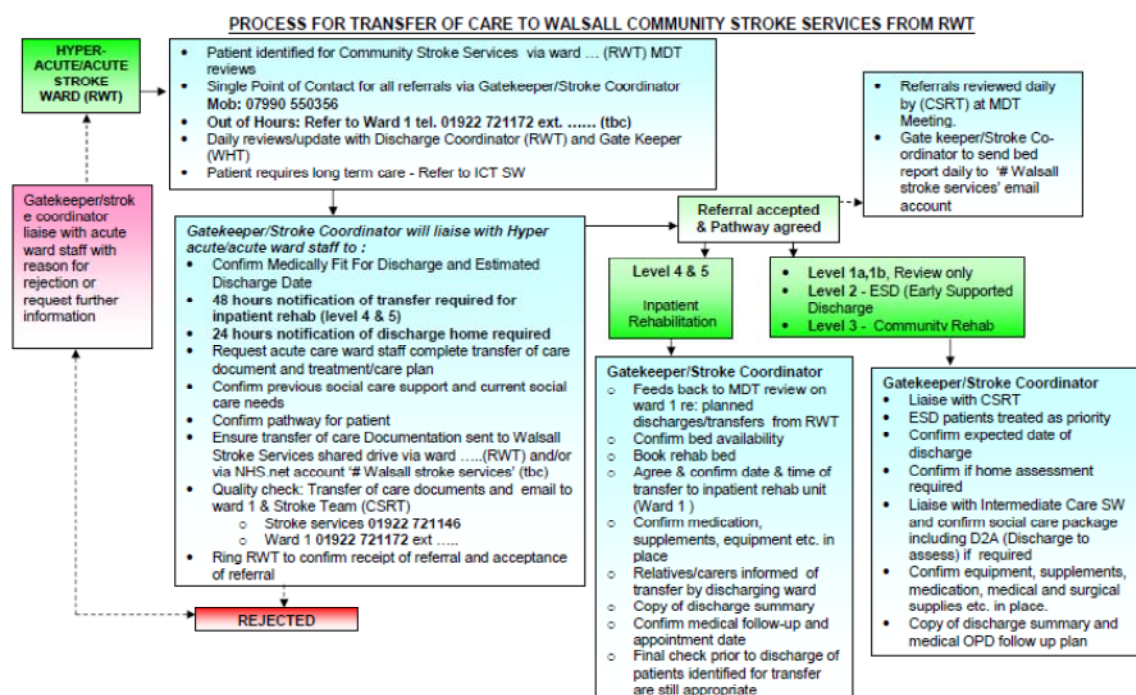 PROCESS FOR TRANSFER OF CARE TO WALSALL COMMUNITY STROKE SERVICES FROM RWT
HYPER-
ACUTE/ACUTE
STROKE
WARD (RWT)
• Patient identified for Community Stroke Services via ward … (RWT) MDT
reviews
• Single Point of Contact for all referrals via Gatekeeper/Stroke Coordinator
Mob: 07990 550356
• Out of Hours: Refer to Ward 1 tel. 01922 721172 ext. …… (tbc)
• Daily reviews/update with Discharge Coordinator (RWT) and Gate Keeper
(WHT)
• Patient requires long term care - Refer to ICT SW
• Referrals reviewed daily
by (CSRT) at MDT
Meeting.
• Gate keeper/Stroke Co-
ordinator to send bed
report daily to '# Walsall
stroke services' email
account
Gatekeeper/strok
e coordinator
liaise with acute
ward staff with
reason for
rejection or
request further
information
Gatekeeper/Stroke Coordinator will liaise with Hyper
acute/acute ward staff to :
• Confirm Medically Fit For Discharge and Estimated
Discharge Date
• 48 hours notification of transfer required for
inpatient rehab (level 4 & 5)
• 24 hours notification of discharge home required
• Request acute care ward staff complete transfer of care
document and treatment/care plan
• Confirm previous social care support and current social
care needs
• Confirm pathway for patient
• Ensure transfer of care Documentation sent to Walsall
Stroke Services shared drive via ward …..(RWT) and/or
via NHS.net account '# Walsall stroke services' (tbc)
• Quality check: Transfer of care documents and email to
ward 1 & Stroke Team (CSRT)
o Stroke services 01922 721146
o Ward 1 01922 721172 ext …..
• Ring RWT to confirm receipt of referral and acceptance
of referral
REJECTED
Referral accepted
& Pathway agreed
Level 4 & 5
Inpatient
Rehabilitation
• Level 1a,1b, Review only
• Level 2 - ESD (Early Supported
Discharge
• Level 3 - Community Rehab
Gatekeeper/Stroke Coordinator
o Feeds back to MDT review on
ward 1 re: planned
discharges/transfers from RWT
o Confirm bed availability
o Book rehab bed
o Agree & confirm date & time of
transfer to inpatient rehab unit
(Ward 1 )
o Confirm medication,
supplements, equipment etc. in
place
o Relatives/carers informed of
transfer by discharging ward
o Copy of discharge summary
o Confirm medical follow-up and
appointment date
o Final check prior to discharge of
patients identified for transfer
are still appropriate
Gatekeeper/Stroke Coordinator
• Liaise with CSRT
• ESD patients treated as priority
• Confirm expected date of
discharge
• Confirm if home assessment
required
• Liaise with Intermediate Care SW
and confirm social care package
including D2A (Discharge to
assess) if required
• Confirm equipment, supplements,
medication, medical and surgical
supplies etc. in place.
• Copy of discharge summary and
medical OPD follow up plan